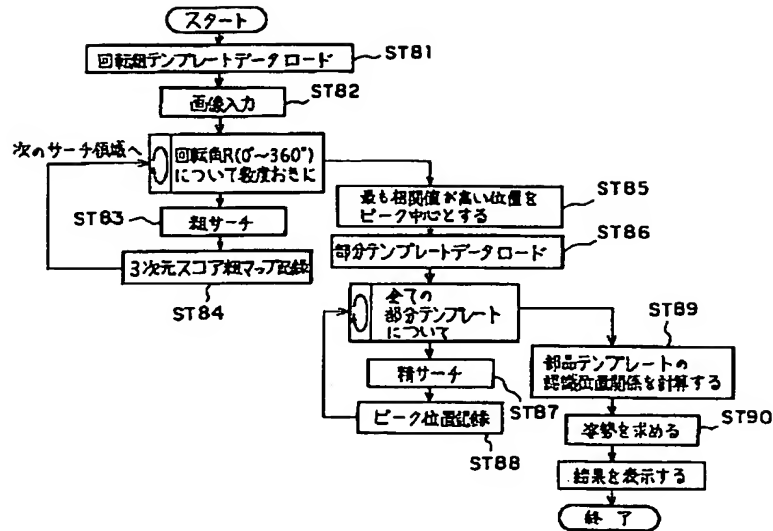 スタート
回転粗テンプレートデータロード
ST81
画像入力
ST82
次のサーチ領域へ
回転角R(0°~360°)
について数度おきに
ST83
粗サーチ
3次元スコア粗マップ記録
ST84
最も相関値が高い位置を
ピーク中心とする
ST85
部分テンプレートデータロード
ST86
全ての
部分テンプレート
について
精サーチ
ST87
ピーク位置記録
ST88
ST89
部品テンプレートの
認識位置関係を計算する
姿勢を求める
ST90
結果を表示する
終了